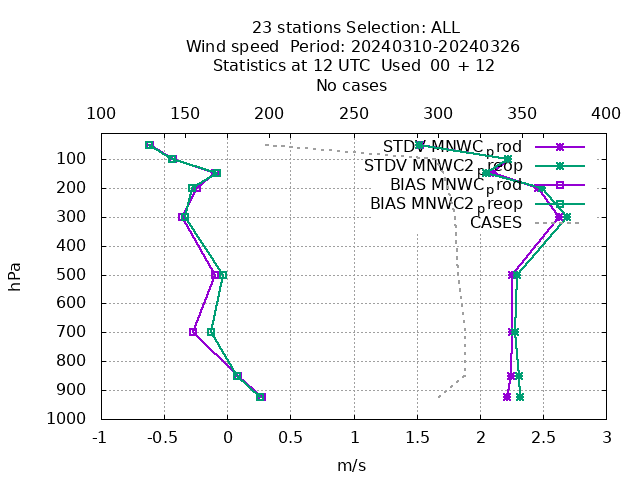 23 stations Selection: ALL
Wind speed  Period: 20240310-20240326
Statistics at 12 UTC  Used  00 + 12
No cases
100 150 200 250 300 350 400
STDV MNWC_prod
STDV MNWC2_preop
BIAS MNWC_prod
BIAS MNWC2_preop
CASES
hPa
100
200
300
400
500
600
700
800
900
1000
-1 -0.5 0 0.5 1 1.5 2 2.5 3
m/s